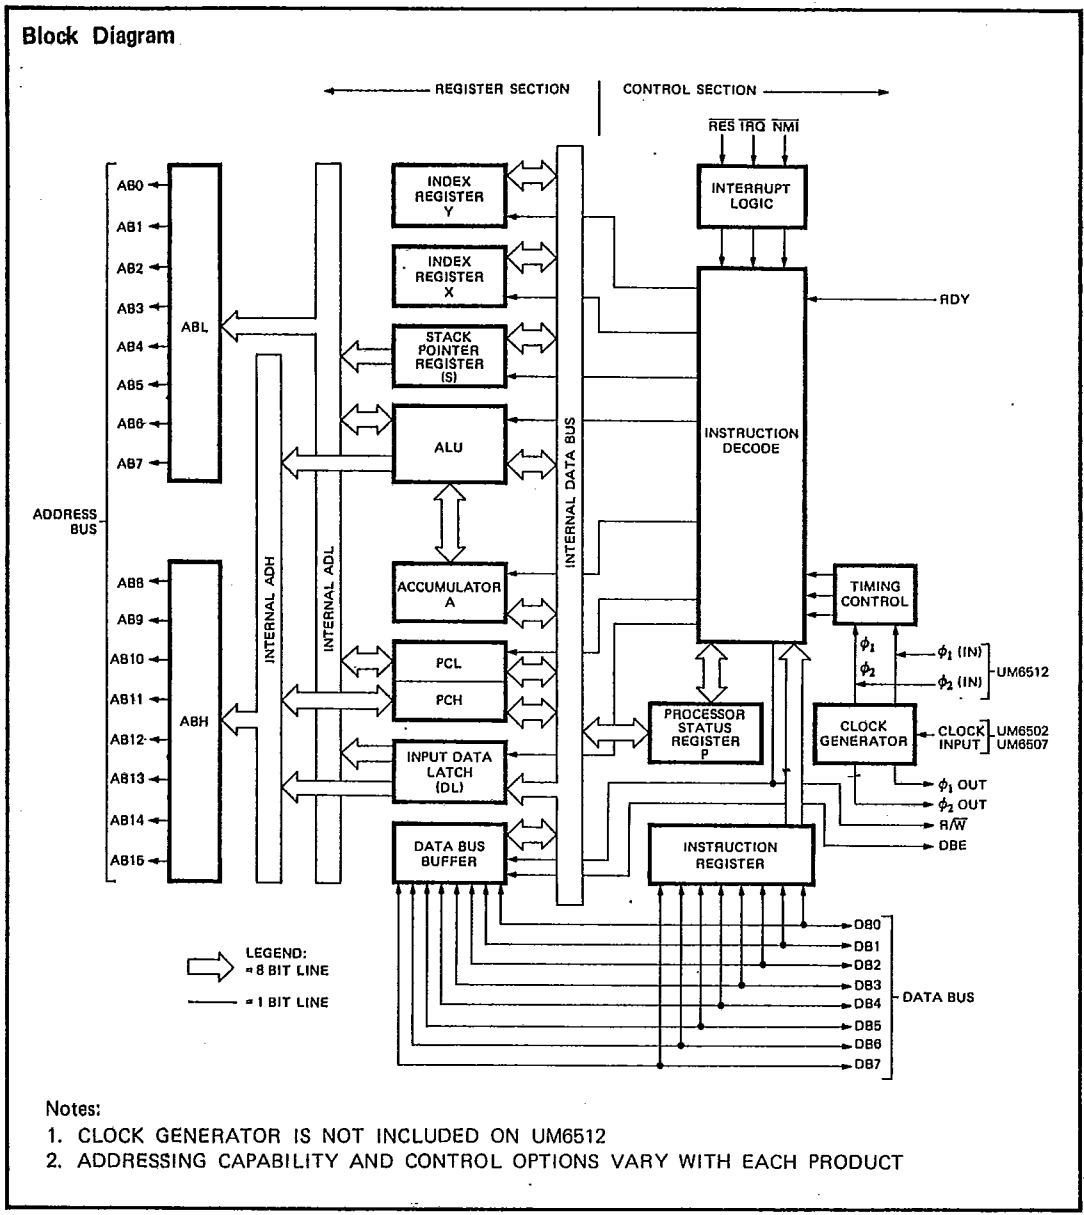 Block Diagram
REGISTER SECTION
CONTROL SECTION
RES IRQ NMI
INTERRUPT
LOGIC
INDEX
REGISTER
Y
INDEX
REGISTER
X
STACK
POINTER
REGISTER
(S)
ALU
ACCUMULATOR
A
PCL
PCH
INPUT DATA
LATCH
(DL)
DATA BUS
BUFFER
AB0
AB1
AB2
AB3
AB4
AB5
AB6
AB7
ABL
ADDRESS
BUS
AB8
AB9
AB10
AB11
AB12
AB13
AB14
AB15
ABH
INTERNAL ADH
INTERNAL ADL
INTERNAL DATA BUS
INSTRUCTION
DECODE
RDY
TIMING
CONTROL
ϕ1
ϕ2
ϕ1 (IN)
ϕ2 (IN)
UM6512
PROCESSOR
STATUS
REGISTER
P
CLOCK
GENERATOR
CLOCK
INPUT
UM6502
UM6507
ϕ1 OUT
ϕ2 OUT
R/W
DBE
INSTRUCTION
REGISTER
DB0
DB1
DB2
DB3
DB4
DB5
DB6
DB7
DATA BUS
LEGEND:
= 8 BIT LINE
= 1 BIT LINE
Notes:
1. CLOCK GENERATOR IS NOT INCLUDED ON UM6512
2. ADDRESSING CAPABILITY AND CONTROL OPTIONS VARY WITH EACH PRODUCT